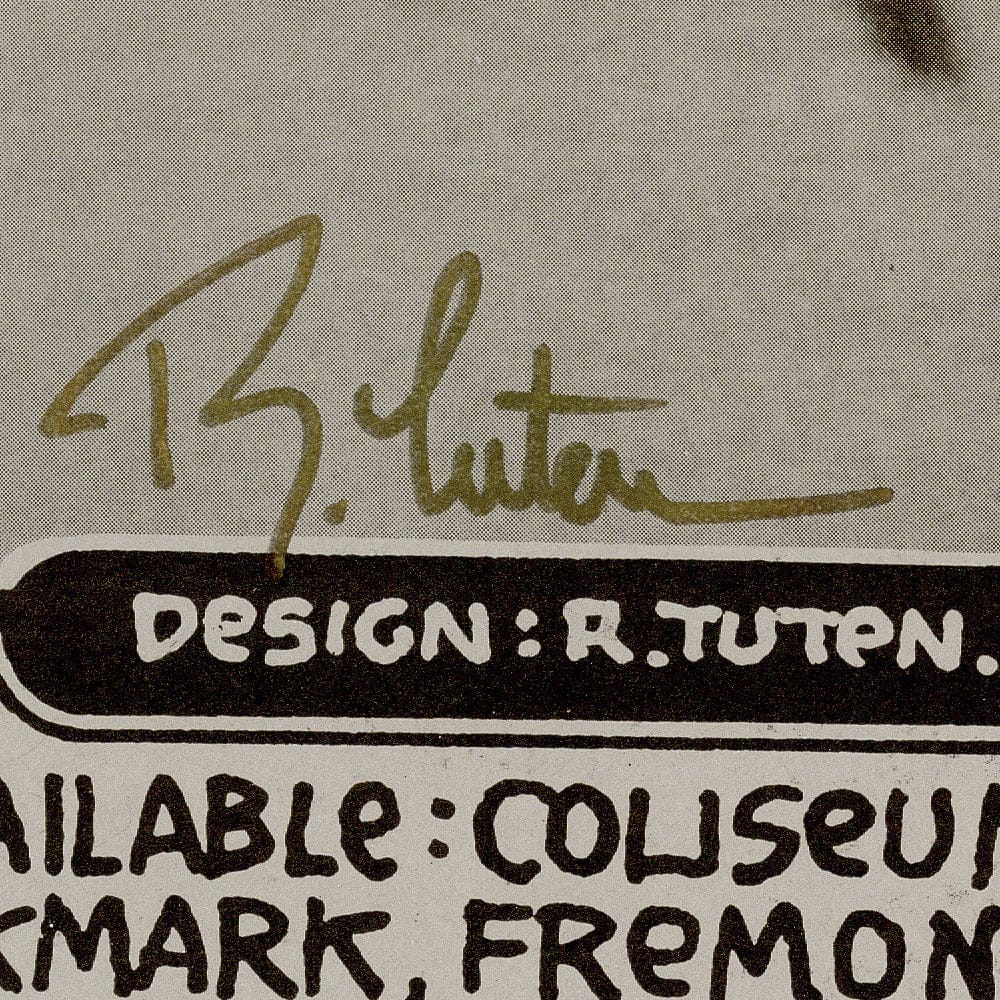 R. Tuten
DESIGN: R. TUTEN.
AILABLE: COLISEU
KMARK, FREMON